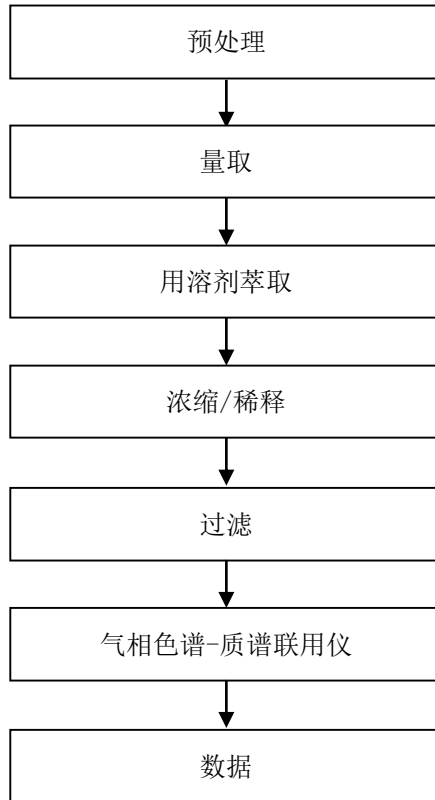 预处理
量取
用溶剂萃取
浓缩/稀释
过滤
气相色谱-质谱联用仪
数据